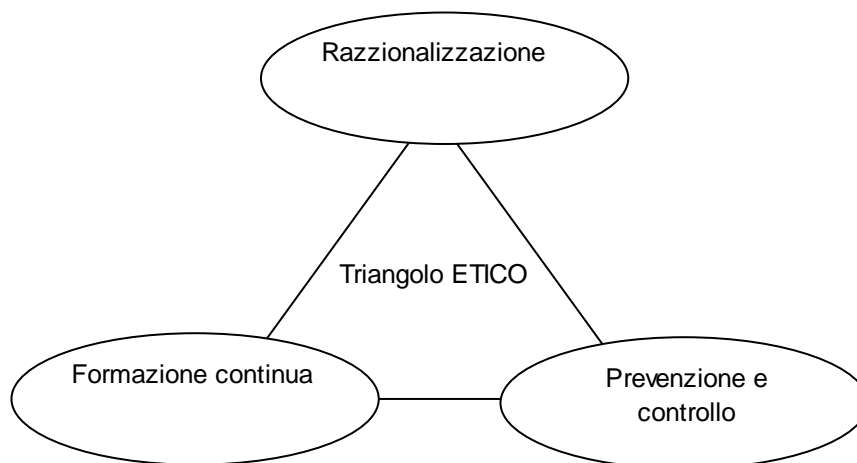 Razzionalizzazione
Triangolo ETICO
Formazione continua
Prevenzione e
controllo